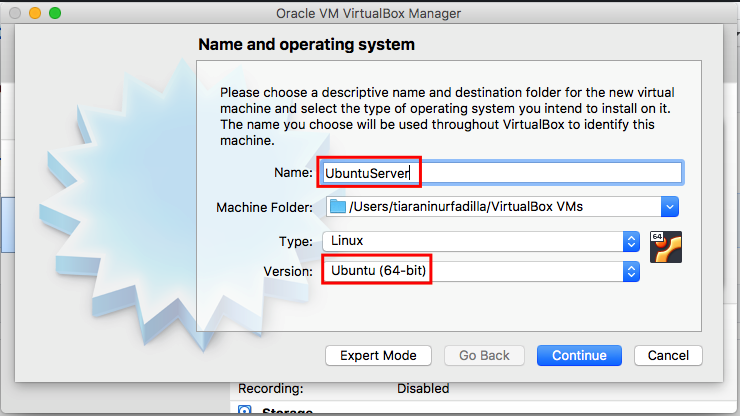 Oracle VM VirtualBox Manager
Name and operating system
Please choose a descriptive name and destination folder for the new virtual
machine and select the type of operating system you intend to install on it.
The name you choose will be used throughout VirtualBox to identify this
machine.
Name: UbuntuServer
Machine Folder: /Users/tiaraninurfadilla/VirtualBox VMs
Type: Linux
64
Version: Ubuntu (64-bit)
Expert Mode Go Back Continue Cancel
Recording: Disabled
Storage